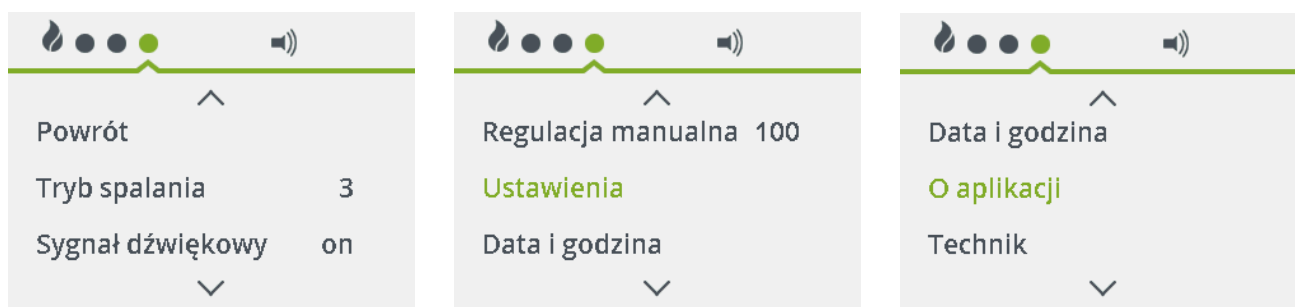 Powrót
Tryb spalania 3
Sygnał dźwiękowy on
Regulacja manualna 100
Ustawienia
Data i godzina
Data i godzina
O aplikacji
Technik